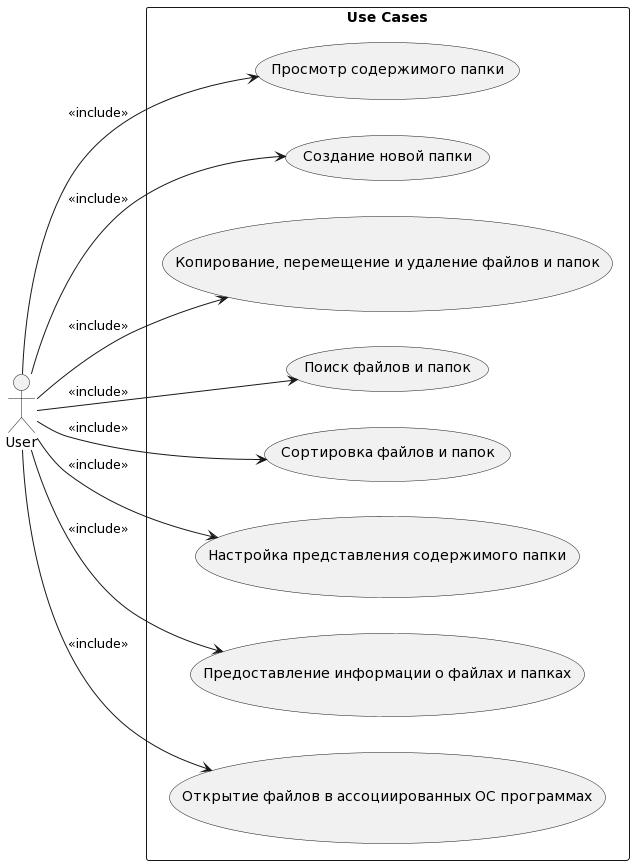 Use Cases
Просмотр содержимого папки
«include»
Создание новой папки
«include»
Копирование, перемещение и удаление файлов и папок
«include»
Поиск файлов и папок
«include»
User
Сортировка файлов и папок
«include»
«include»
Настройка представления содержимого папки
«include»
Предоставление информации о файлах и папках
«include»
Открытие файлов в ассоциированных ОС программах